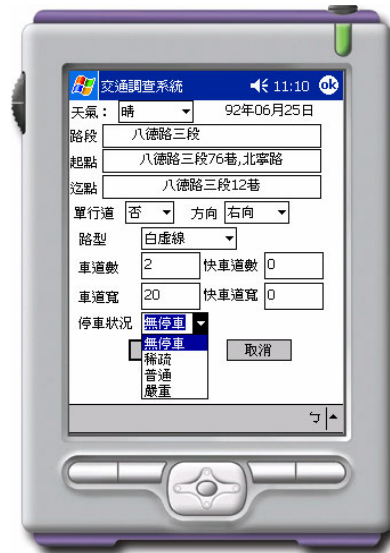 交通調查系統 11:10 ok
天氣： 晴 92年06月25日
路段 八德路三段
起點 八德路三段76巷,北寧路
迄點 八德路三段12巷
單行道 否 方向 右向
路型 白虛線
車道數 2 快車道數 0
車道寬 20 快車道寬 0
停車狀況 無停車
無停車
取消
稀疏
普通
嚴重
ㄅ